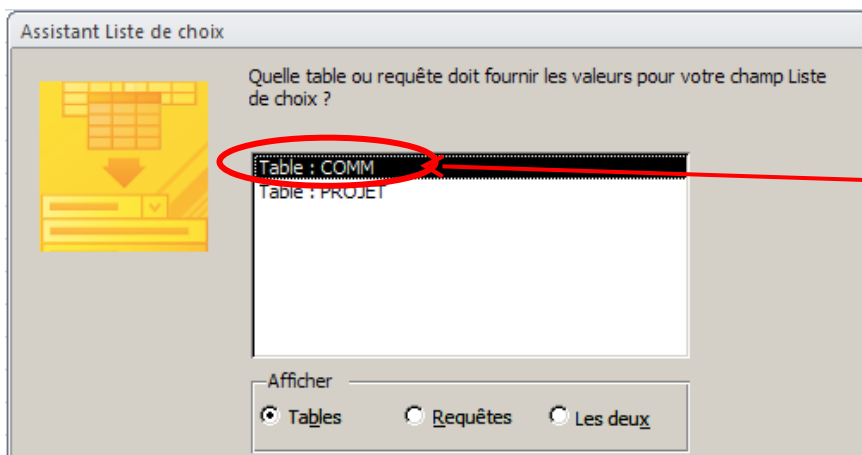 Assistant Liste de choix
Quelle table ou requête doit fournir les valeurs pour votre champ Liste
de choix ?
Table : COMM
Table : PROJET
Afficher
Tables Requêtes Les deux